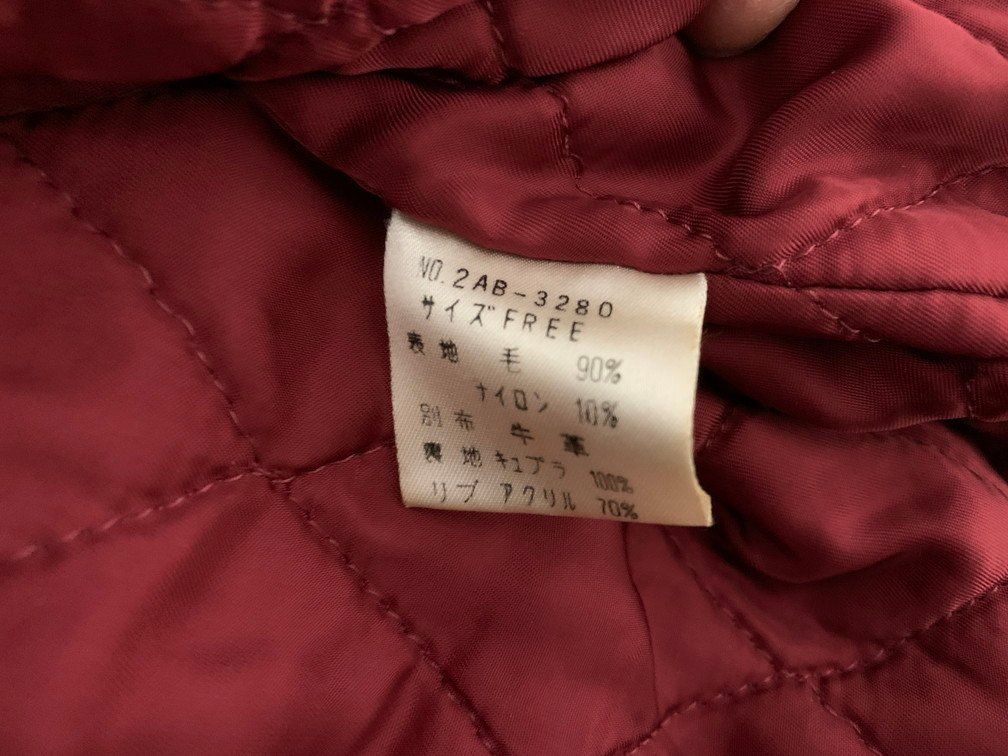 NO.2AB-3280
サイズFREE
表地 毛 90%
ナイロン 10%
別布 牛革
裏地 キュプラ 100%
リブ アクリル 70%